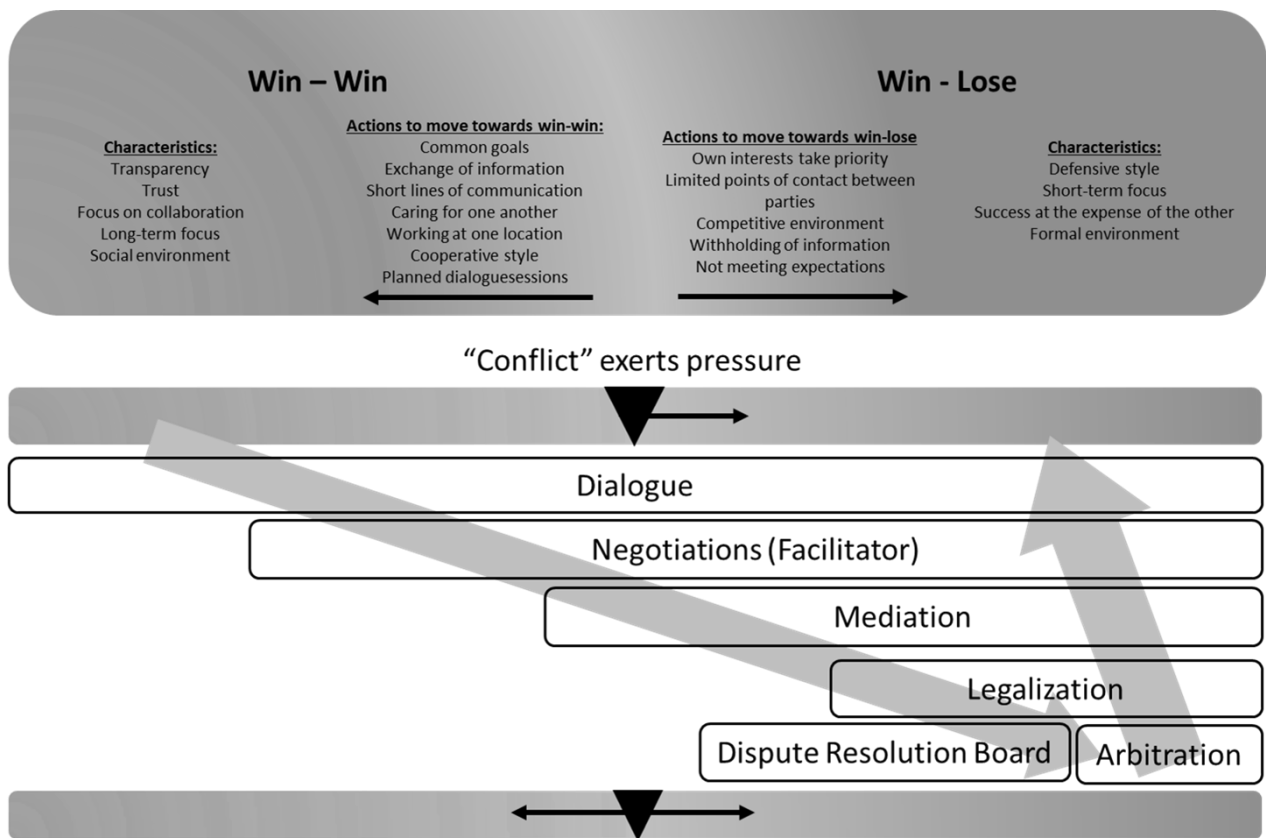 Win – Win
Characteristics:
Transparency
Trust
Focus on collaboration
Long-term focus
Social environment
Actions to move towards win-win:
Common goals
Exchange of information
Short lines of communication
Caring for one another
Working at one location
Cooperative style
Planned dialoguesessions
Win - Lose
Actions to move towards win-lose
Own interests take priority
Limited points of contact between
parties
Competitive environment
Withholding of information
Not meeting expectations
Characteristics:
Defensive style
Short-term focus
Success at the expense of the other
Formal environment
“Conflict” exerts pressure
Dialogue
Negotiations (Facilitator)
Mediation
Legalization
Dispute Resolution Board
Arbitration